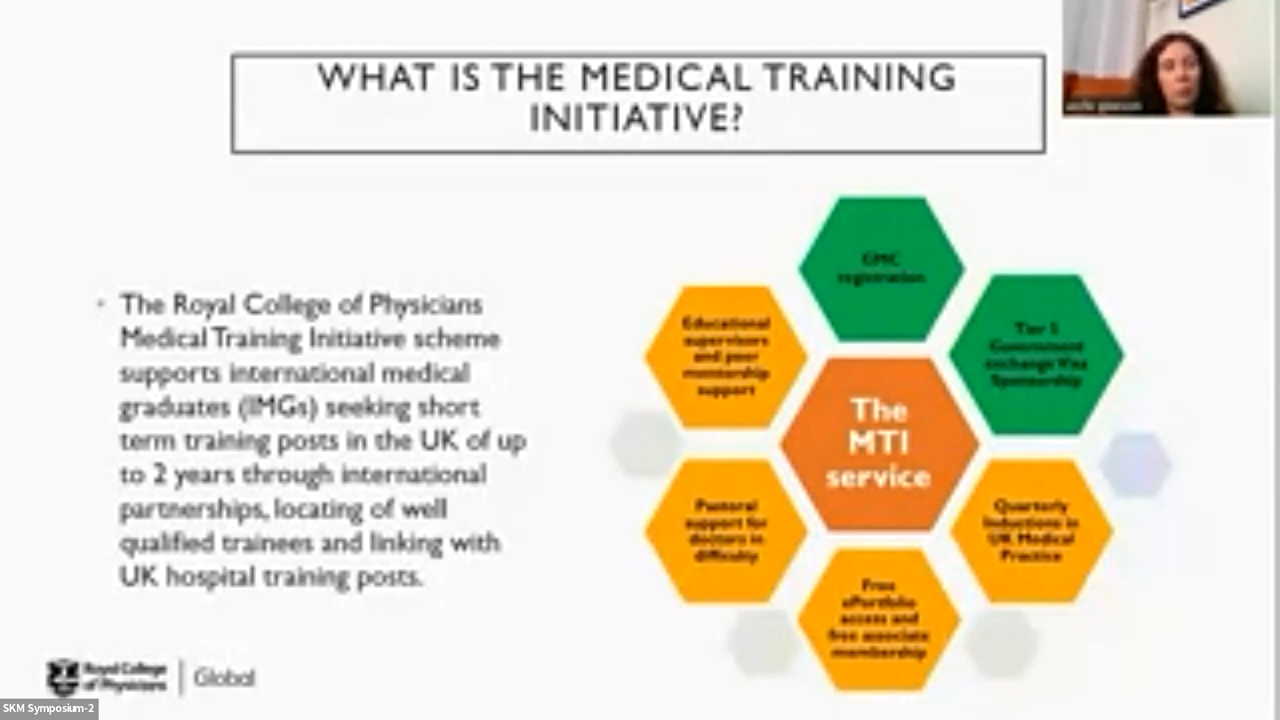 WHAT IS THE MEDICAL TRAINING
INITIATIVE?
• The Royal College of Physicians
Medical Training Initiative scheme
supports international medical
graduates (IMGs) seeking short
term training posts in the UK of up
to 2 years through international
partnerships, locating of well
qualified trainees and linking with
UK hospital training posts.
GMC
registration
Tier 5
Government
exchange Visa
Sponsorship
Quarterly
Inductions in
UK Medical
Practice
Free
ePortfolio
access and
free associate
membership
Pastoral
support for
doctors in
difficulty
Educational
supervisors
and peer
mentorship
support
The
MTI
service
Royal College
of Physicians
Global
SKM Symposium-2